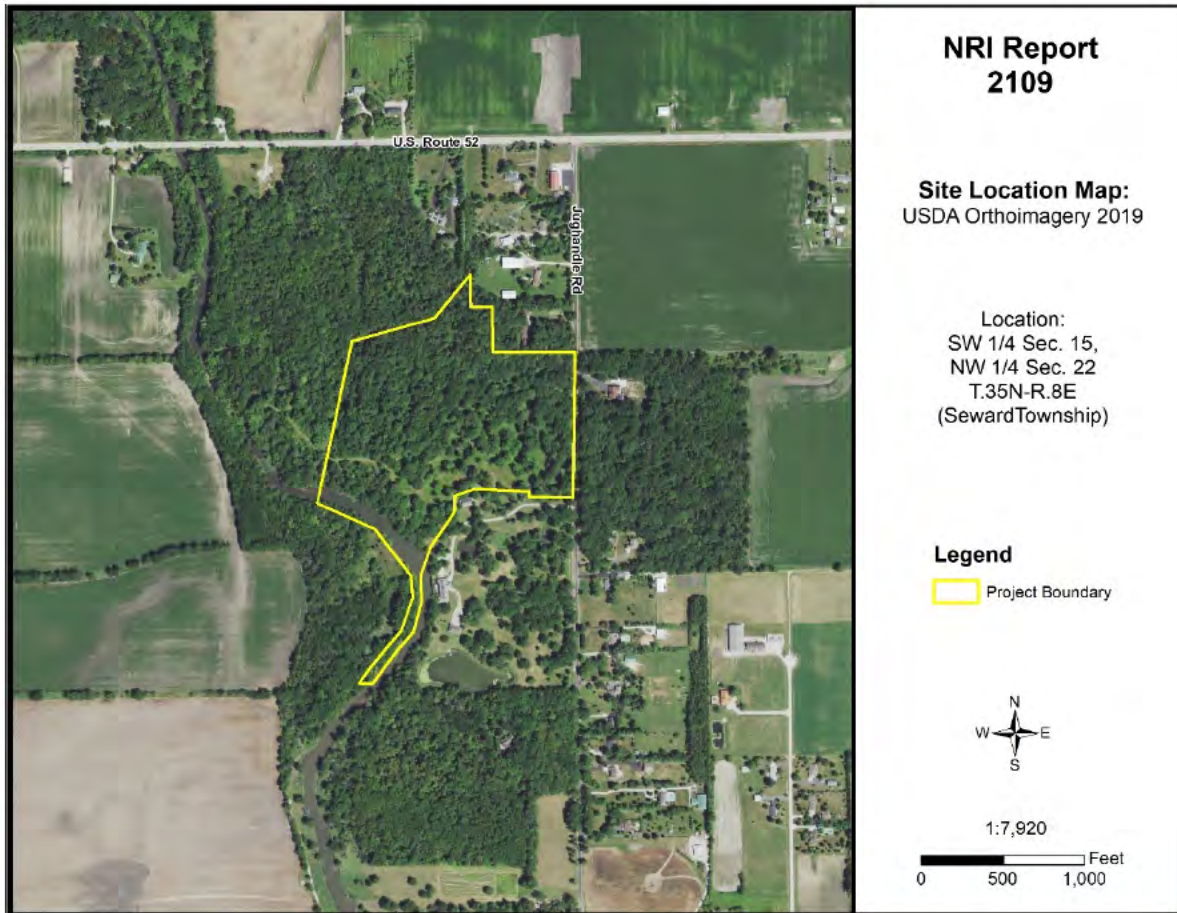 U.S. Route 52
Jughandle Rd
NRI Report
2109
Site Location Map:
USDA Orthoimagery 2019
Location:
SW 1/4 Sec. 15,
NW 1/4 Sec. 22
T.35N-R.8E
(SewardTownship)
Legend
Project Boundary
N
W E
S
1:7,920
Feet
0 500 1,000